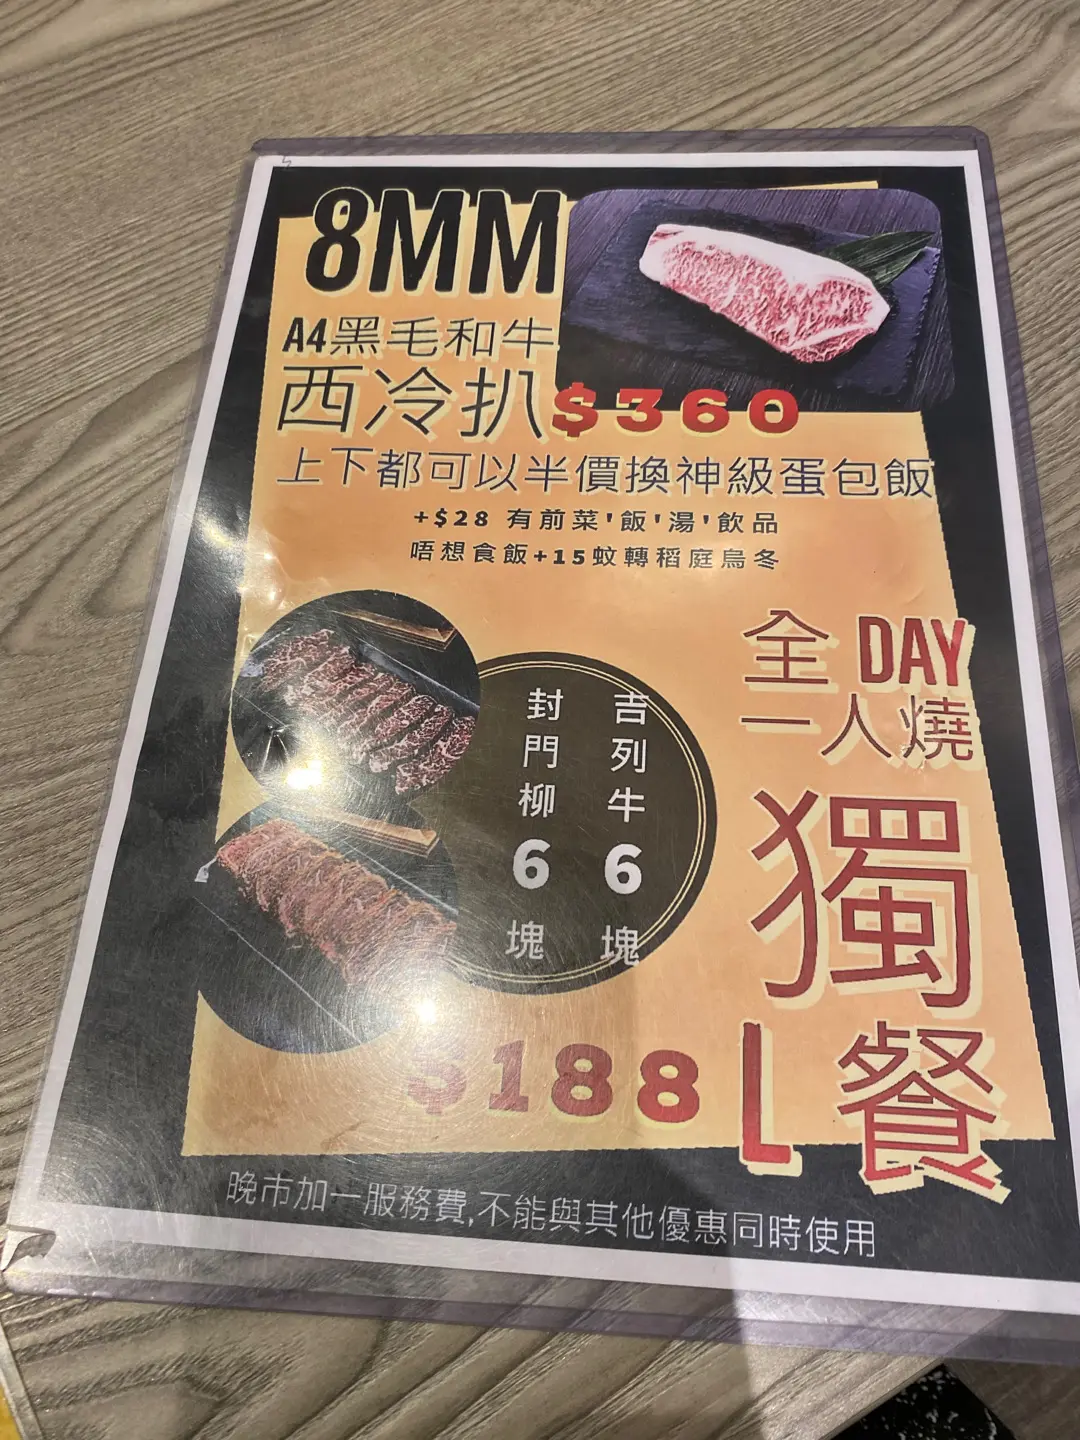 8MM
A4黑毛和牛
西冷扒$360
上下都可以半價換神級蛋包飯
+$28 有前菜'飯'湯'飲品
唔想食飯+15蚊轉稻庭烏冬
全DAY
一人燒
獨
L餐
吉列牛6塊
封門柳6塊
$188
晚市加一服務費,不能與其他優惠同時使用